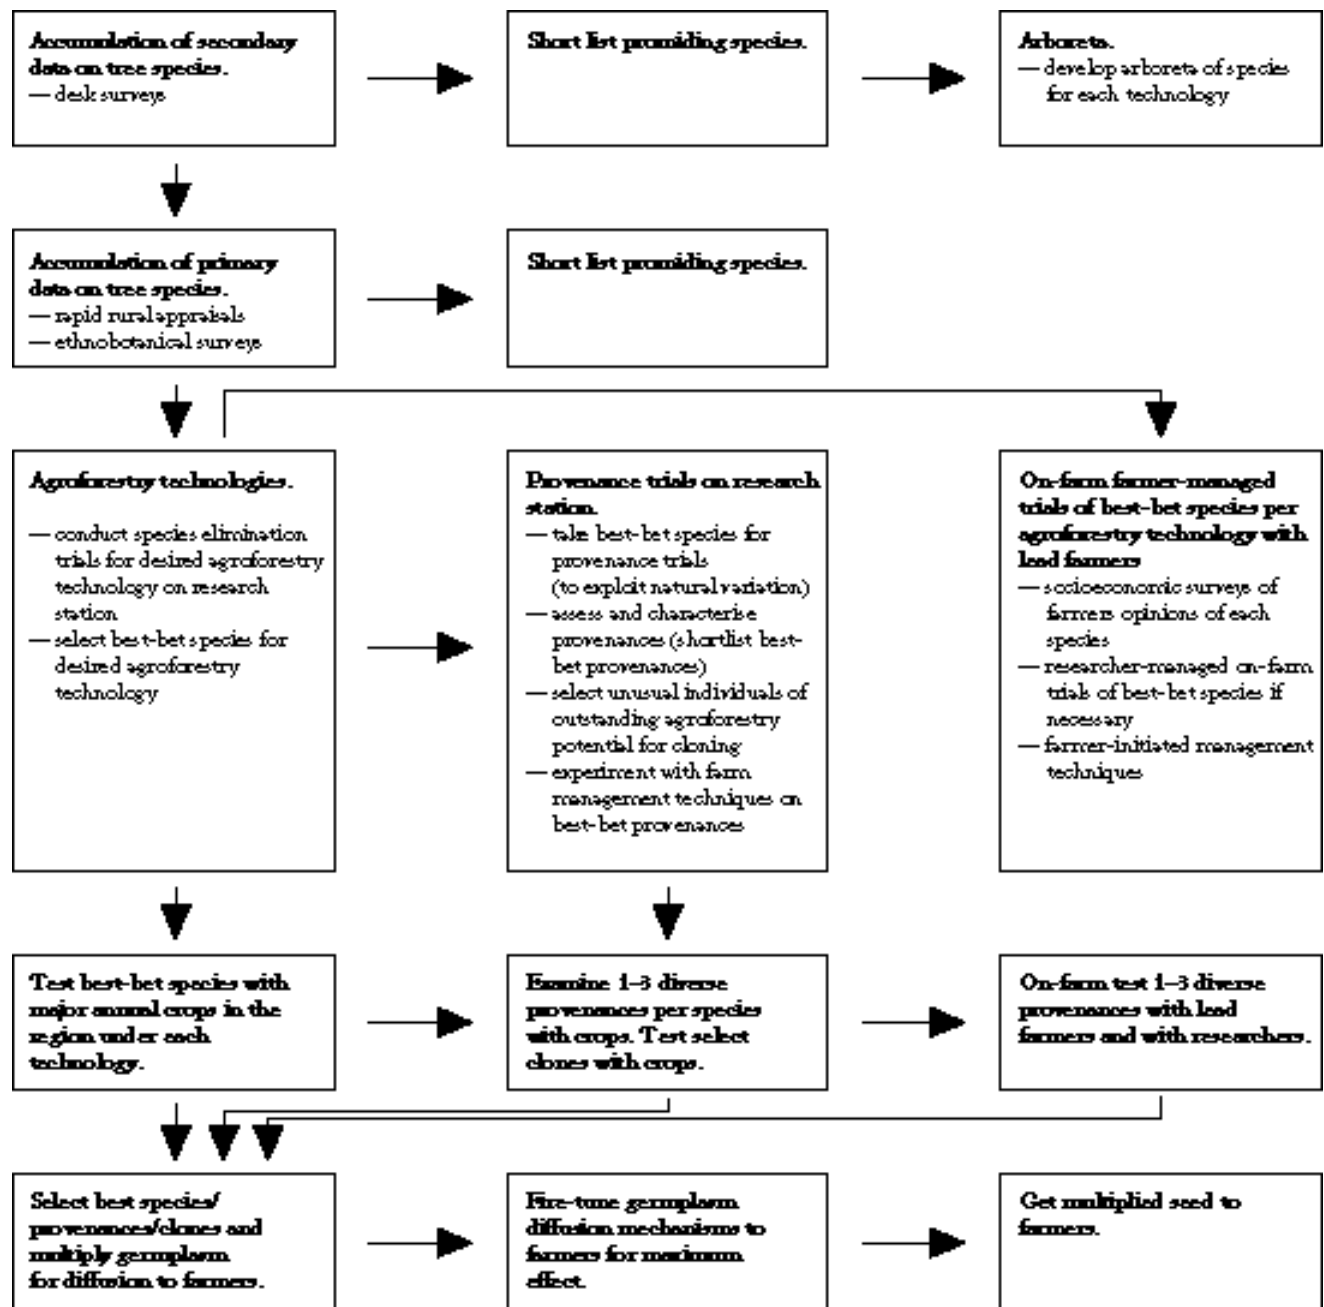 Accumulation of secondary
data on tree species.
— desk surveys
Short list promiding species.
Arboreta.
— develop arboreta of species
for each technology
Accumulation of primary
data on tree species.
— rapid rural appraisals
— ethnobotanical surveys
Short list promiding species.
Agroforestry technologies.
— conduct species elimination
trials for desired agroforestry
technology on research
station
— select best-bet species for
desired agroforestry
technology
Provenance trials on research
station.
— take best-bet species for
provenance trials
(to exploit natural variation)
— assess and characterise
provenances (shortlist best-
bet provenances)
— select unusual individuals of
outstanding agroforestry
potential for cloning
— experiment with farm
management techniques on
best-bet provenances
On-farm farmer-managed
trials of best-bet species per
agroforestry technology with
lead farmers
— socioeconomic surveys of
farmers opinions of each
species
— researcher-managed on-farm
trials of best-bet species if
necessary
— farmer-initiated management
techniques
Test best-bet species with
major annual crops in the
region under each
technology.
Examine 1–3 diverse
provenances per species
with crops. Test select
clones with crops.
On-farm test 1–3 diverse
provenances with lead
farmers and with researchers.
Select best species/
provenances/clones and
multiply germplasm
for diffusion to farmers.
Fire-tune germplasm
diffusion mechanisms to
farmers for maximum
effect.
Get multiplied seed to
farmers.